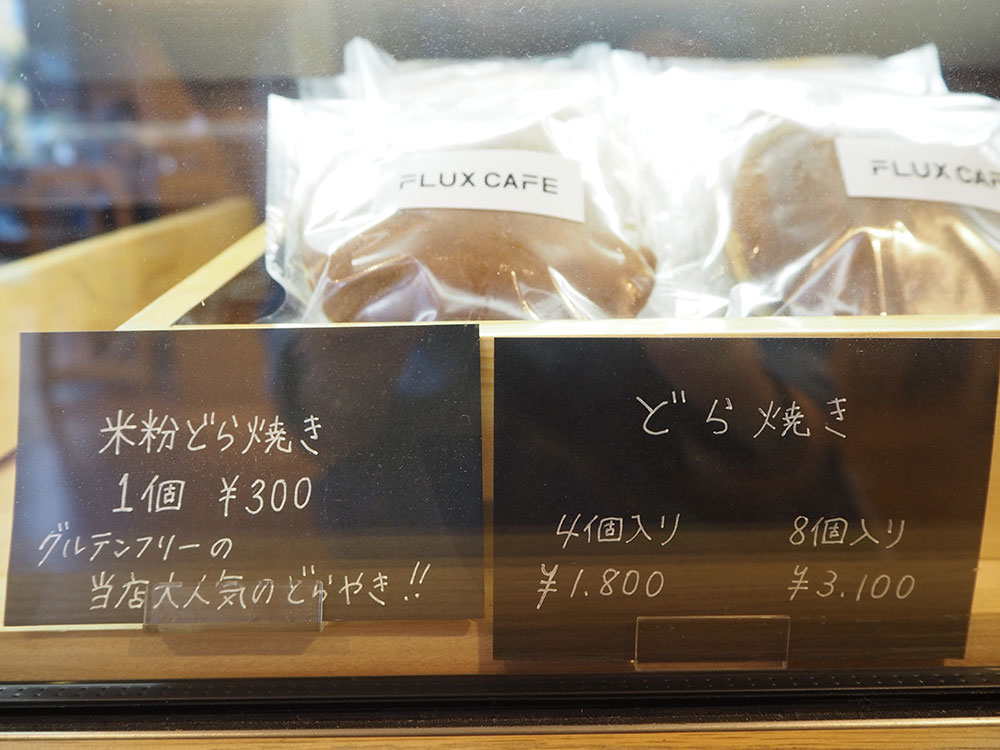 FLUX CAFE
FLUX CAF
米粉どら焼き
1個 ¥300
グルテンフリーの
当店大人気のどらやき!!
どら焼き
4個入り 8個入り
¥1.800 ¥3.100